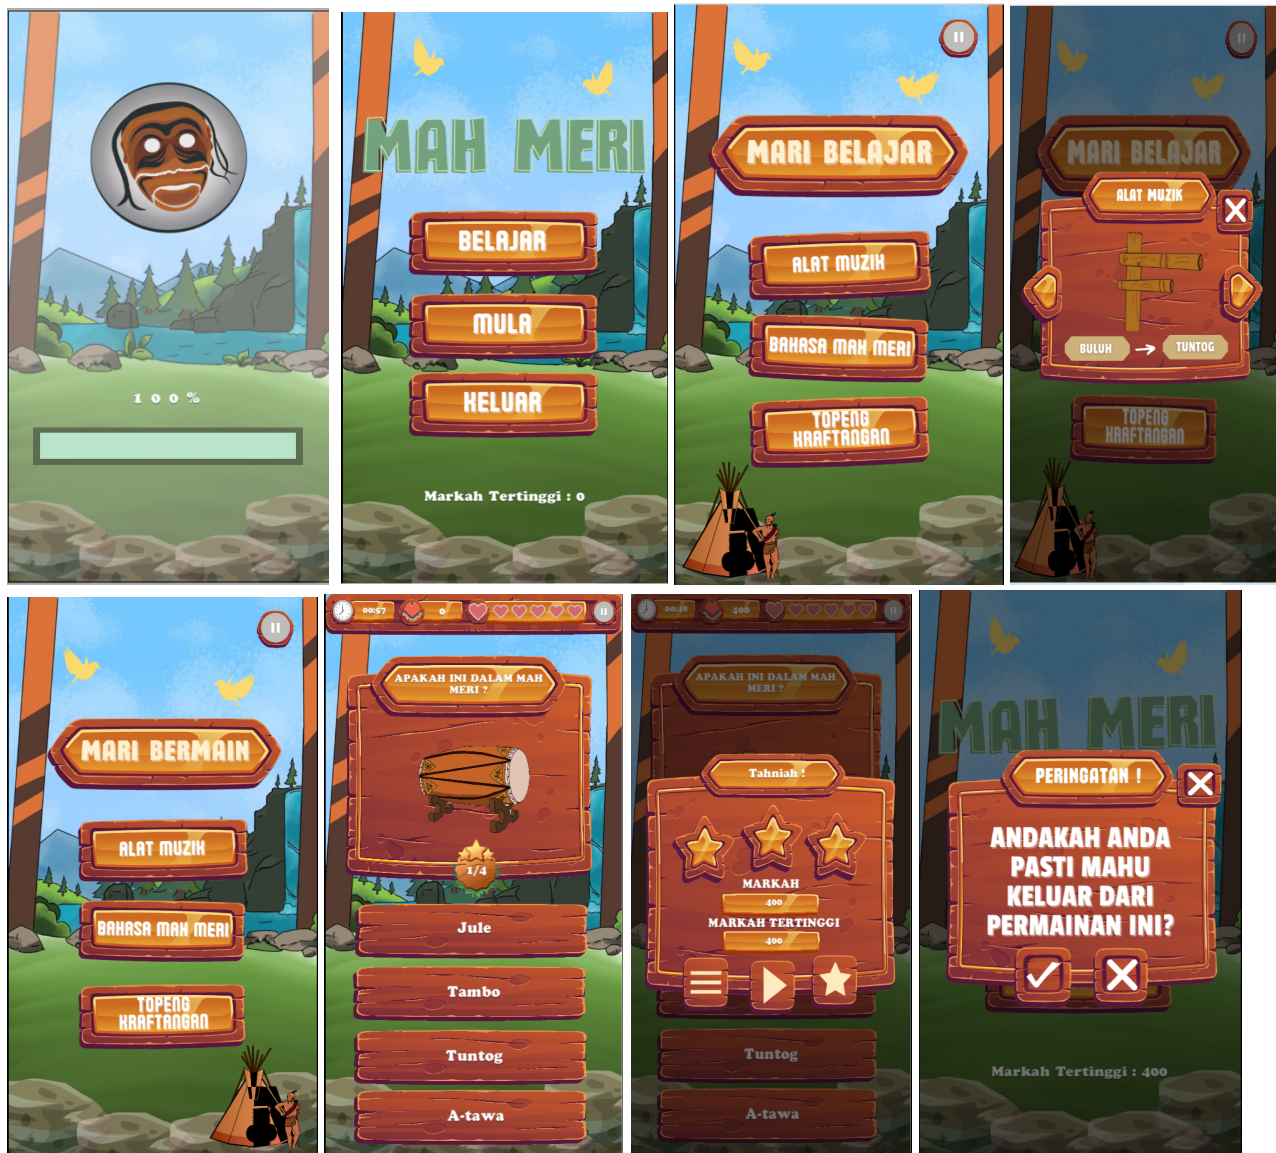 100%
MAH MERI
BELAJAR
MULA
KELUAR
Markah Tertinggi : 0
MARI BELAJAR
ALAT MUZIK
BAHASA MAH MERI
TOPENG
KRAFTANGAN
MARI BELAJAR
ALAT MUZIK
BULUH
TUNTOG
TOPENG
KRAFTANGAN
MARI BERMAIN
ALAT MUZIK
BAHASA MAH MERI
TOPENG
KRAFTANGAN
00:57
0
APAKAH INI DALAM MAH
MERI ?
1/4
Jule
Tambo
Tuntog
A-tawa
00:48
400
APAKAH INI DALAM MAH
MERI ?
Tahniah !
MARKAH
400
MARKAH TERTINGGI
400
Tuntog
A-tawa
MAH MERI
PERINGATAN !
ANDAKAH ANDA
PASTI MAHU
KELUAR DARI
PERMAINAN INI?
Markah Tertinggi : 400